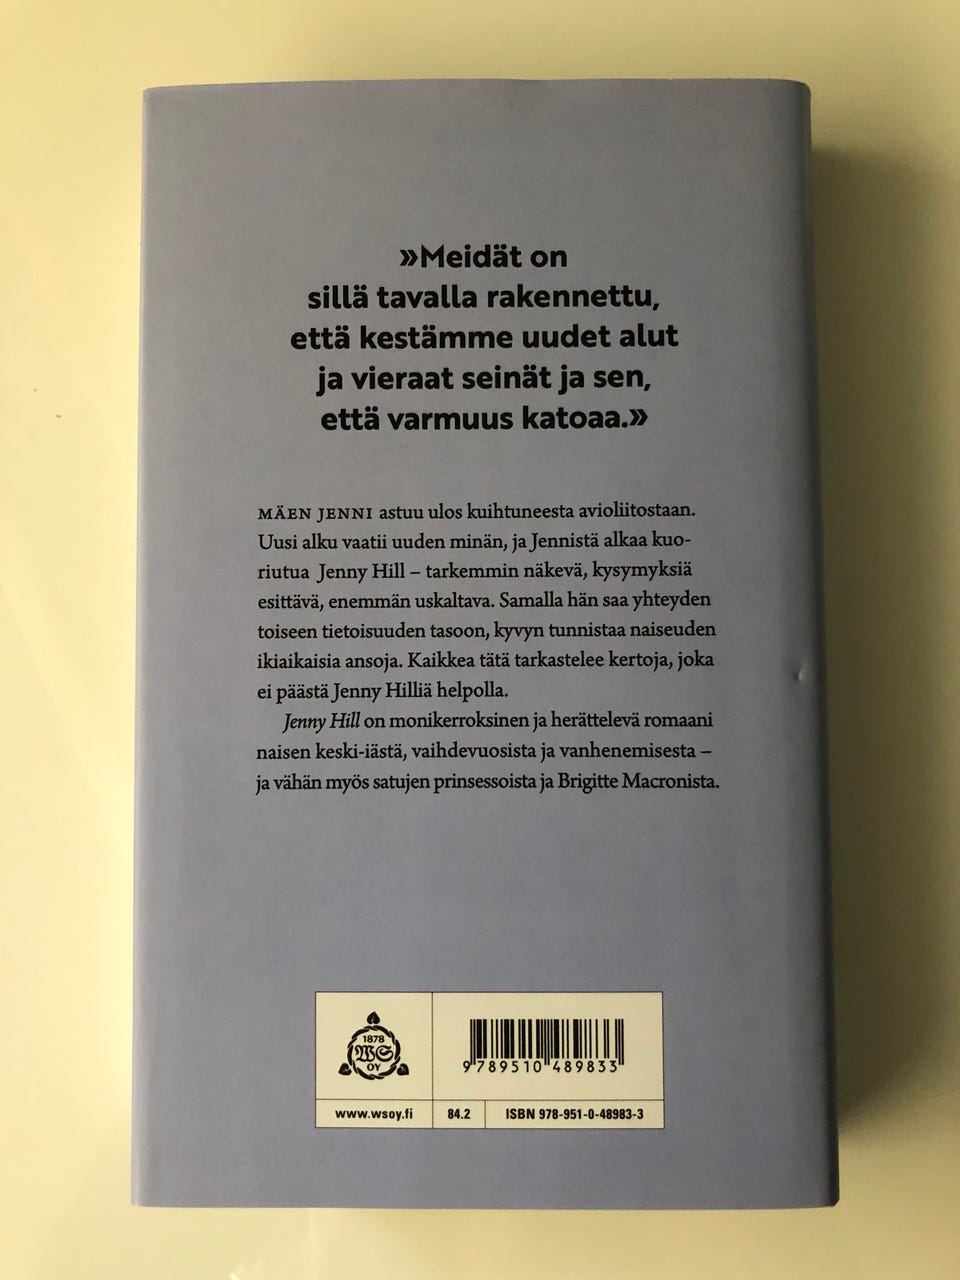 »Meidät on
sillä tavalla rakennettu,
että kestämme uudet alut
ja vieraat seinät ja sen,
että varmuus katoaa.»
MÄEN JENNI astuu ulos kuihtuneesta avioliitostaan.
Uusi alku vaatii uuden minän, ja Jennistä alkaa kuo-
riutua Jenny Hill – tarkemmin näkevä, kysymyksiä
esittävä, enemmän uskaltava. Samalla hän saa yhteyden
toiseen tietoisuuden tasoon, kyvyn tunnistaa naiseuden
ikiaikaisia ansoja. Kaikkea tätä tarkastelee kertoja, joka
ei päästä Jenny Hilliä helpolla.
Jenny Hill on monikerroksinen ja herättelevä romaani
naisen keski-iästä, vaihdevuosista ja vanhenemisesta –
ja vähän myös satujen prinsessoista ja Brigitte Macronista.
1878
WS
OY
9 789510 489833
www.wsoy.fi
84.2
ISBN 978-951-0-48983-3